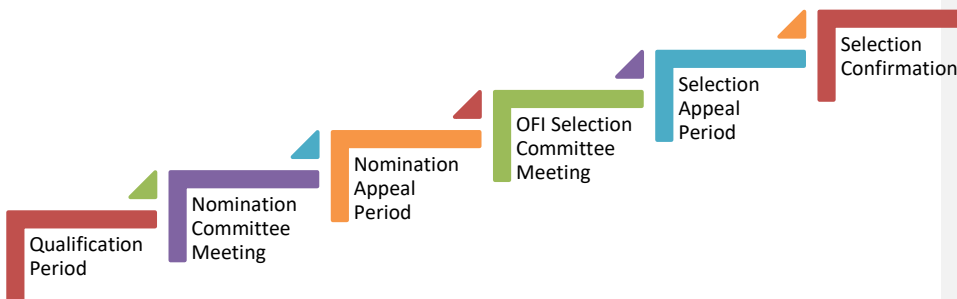 Qualification
Period
Nomination
Committee
Meeting
Nomination
Appeal
Period
OFI Selection
Committee
Meeting
Selection
Appeal
Period
Selection
Confirmation